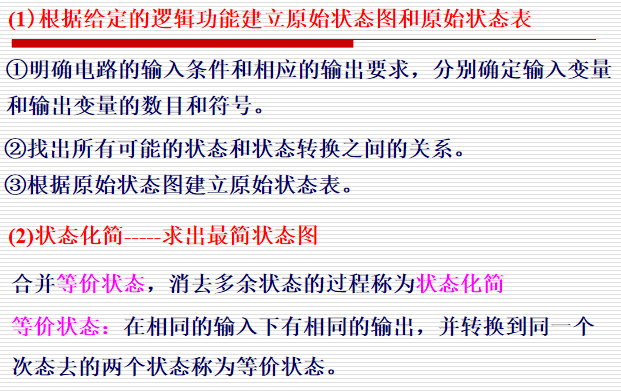 (1)根据给定的逻辑功能建立原始状态图和原始状态表
①明确电路的输入条件和相应的输出要求，分别确定输入变量
和输出变量的数目和符号。
②找出所有可能的状态和状态转换之间的关系。
③根据原始状态图建立原始状态表。
(2)状态化简-----求出最简状态图
合并等价状态，消去多余状态的过程称为状态化简
等价状态：在相同的输入下有相同的输出，并转换到同一个
次态去的两个状态称为等价状态。